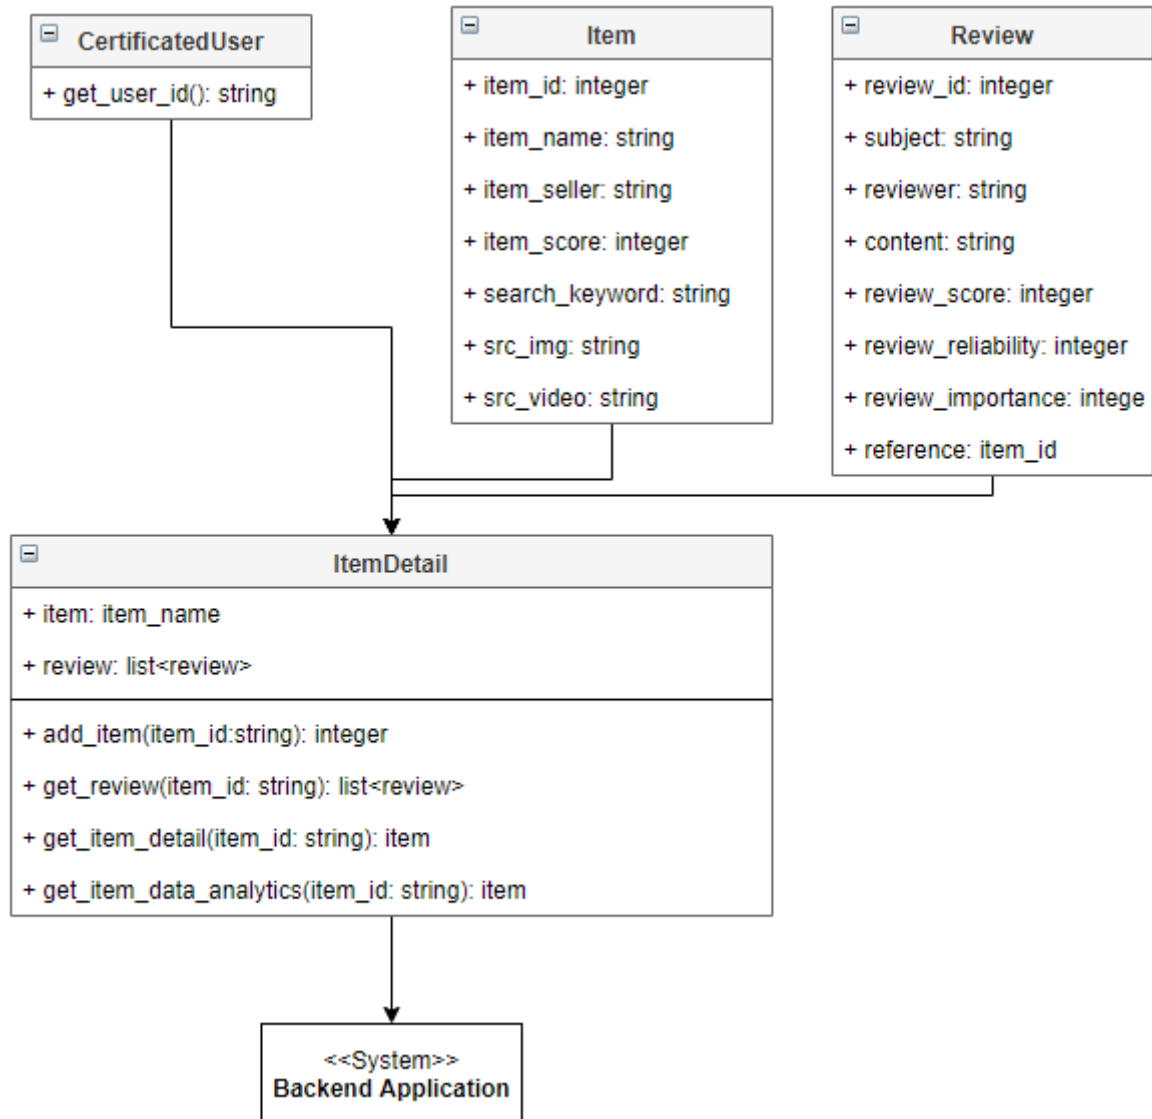 CertificatedUser
+ get_user_id(): string
Item
+ item_id: integer
+ item_name: string
+ item_seller: string
+ item_score: integer
+ search_keyword: string
+ src_img: string
+ src_video: string
Review
+ review_id: integer
+ subject: string
+ reviewer: string
+ content: string
+ review_score: integer
+ review_reliability: integer
+ review_importance: intege
+ reference: item_id
ItemDetail
+ item: item_name
+ review: list<review>
+ add_item(item_id:string): integer
+ get_review(item_id: string): list<review>
+ get_item_detail(item_id: string): item
+ get_item_data_analytics(item_id: string): item
<<System>>
Backend Application